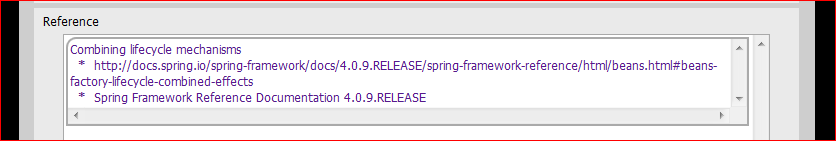 Reference
Combining lifecycle mechanisms
* http://docs.spring.io/spring-framework/docs/4.0.9.RELEASE/spring-framework-reference/html/beans.html#beans-
factory-lifecycle-combined-effects
* Spring Framework Reference Documentation 4.0.9.RELEASE